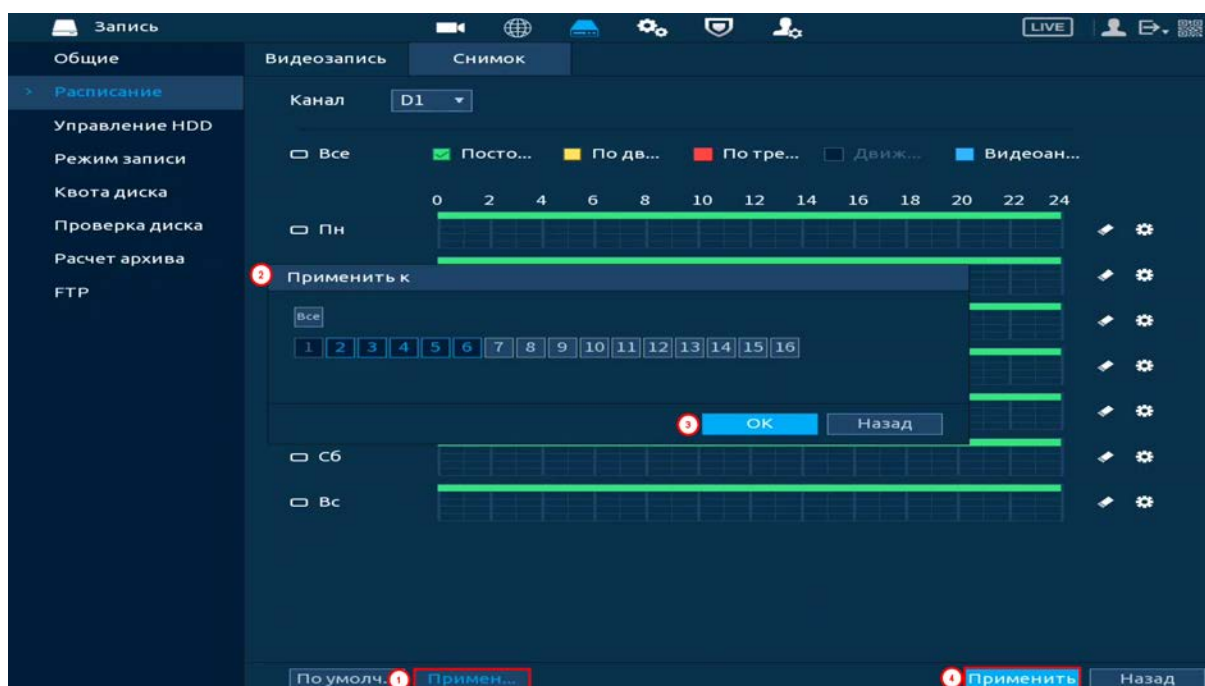 Запись LIVE
Общие
Видеозапись Снимок
Расписание
Канал D1
Управление HDD
Режим записи
Все Посто... По дв... По тре... Движ... Видеоан...
Квота диска
0 2 4 6 8 10 12 14 16 18 20 22 24
Проверка диска
Пн
Расчет архива
2 Применить к
FTP
Все
1 2 3 4 5 6 7 8 9 10 11 12 13 14 15 16
3 OK Назад
Сб
Вс
По умолч. 1 Примен... 4 Применить Назад